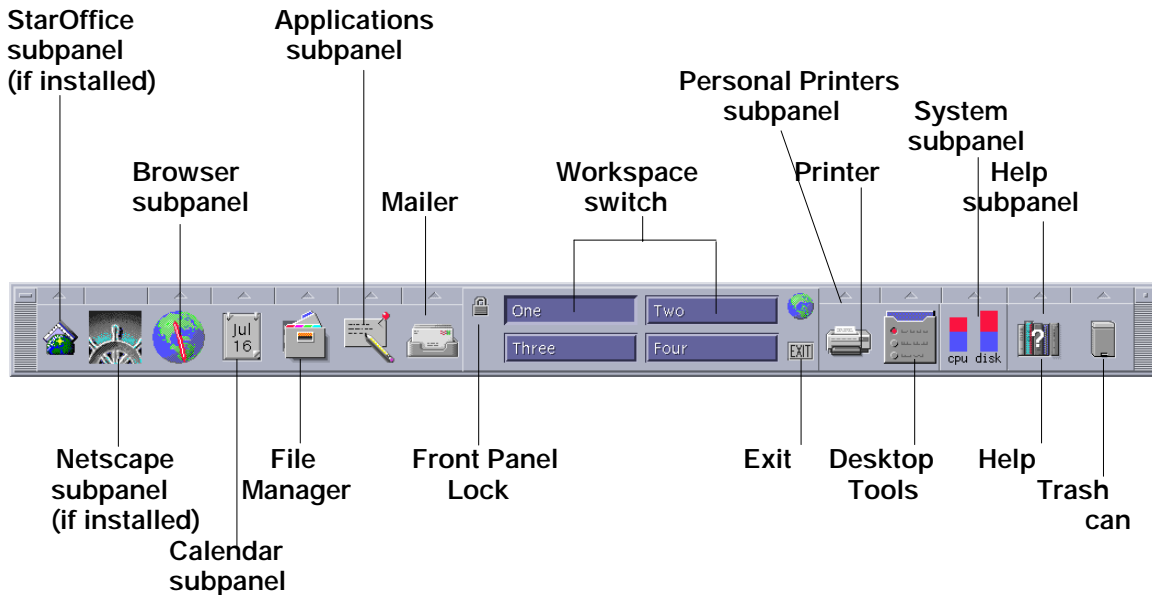 StarOffice
subpanel
(if installed)
Applications
subpanel
Personal Printers
subpanel
System
subpanel
Browser
subpanel
Mailer
Workspace
switch
Printer
Help
subpanel
One
Two
Jul
16
Three
Four
EXIT
?
cpu disk
Netscape
subpanel
(if installed)
File
Manager
Front Panel
Lock
Exit
Desktop
Tools
Help
Trash
can
Calendar
subpanel